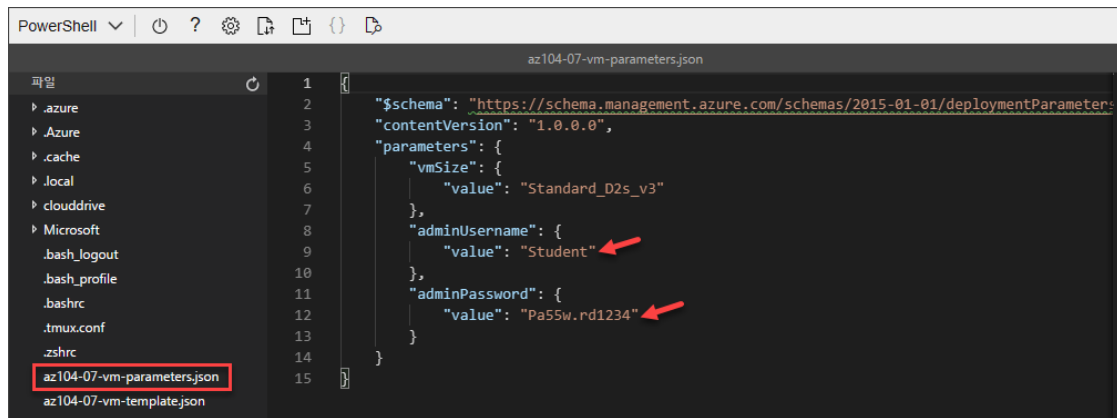 PowerShell
az104-07-vm-parameters.json
파일
.azure
.Azure
.cache
.local
clouddrive
Microsoft
.bash_logout
.bash_profile
.bashrc
.tmux.conf
.zshrc
az104-07-vm-parameters.json
az104-07-vm-template.json
1 {
2 "$schema": "https://schema.management.azure.com/schemas/2015-01-01/deploymentParameters
3 "contentVersion": "1.0.0.0",
4 "parameters": {
5 "vmSize": {
6 "value": "Standard_D2s_v3"
7 },
8 "adminUsername": {
9 "value": "Student"
10 },
11 "adminPassword": {
12 "value": "Pa55w.rd1234"
13 }
14 }
15 }